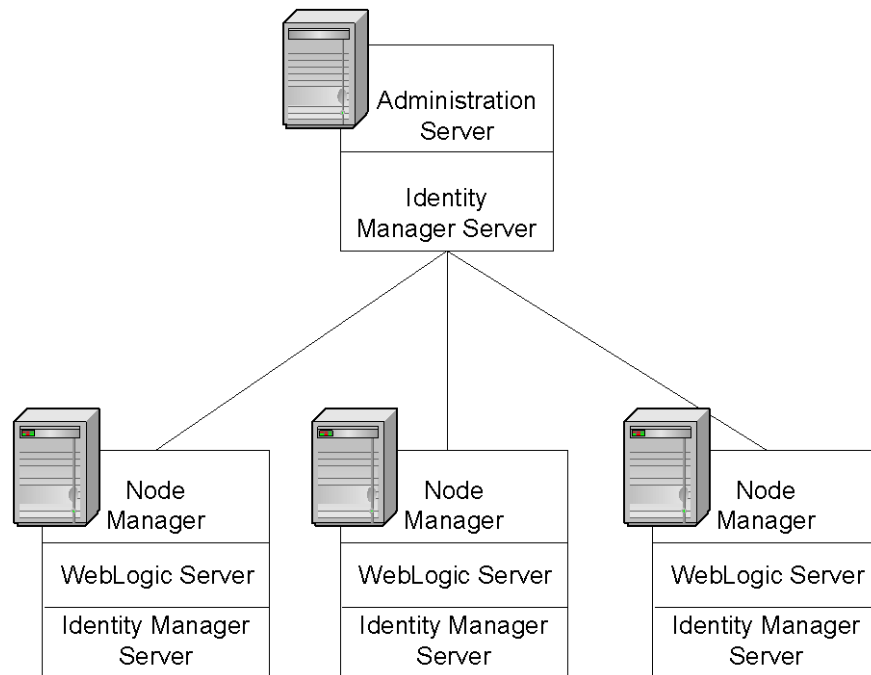 Administration
Server
Identity
Manager Server
Node
Manager
WebLogic Server
Identity Manager
Server
Node
Manager
WebLogic Server
Identity Manager
Server
Node
Manager
WebLogic Server
Identity Manager
Server